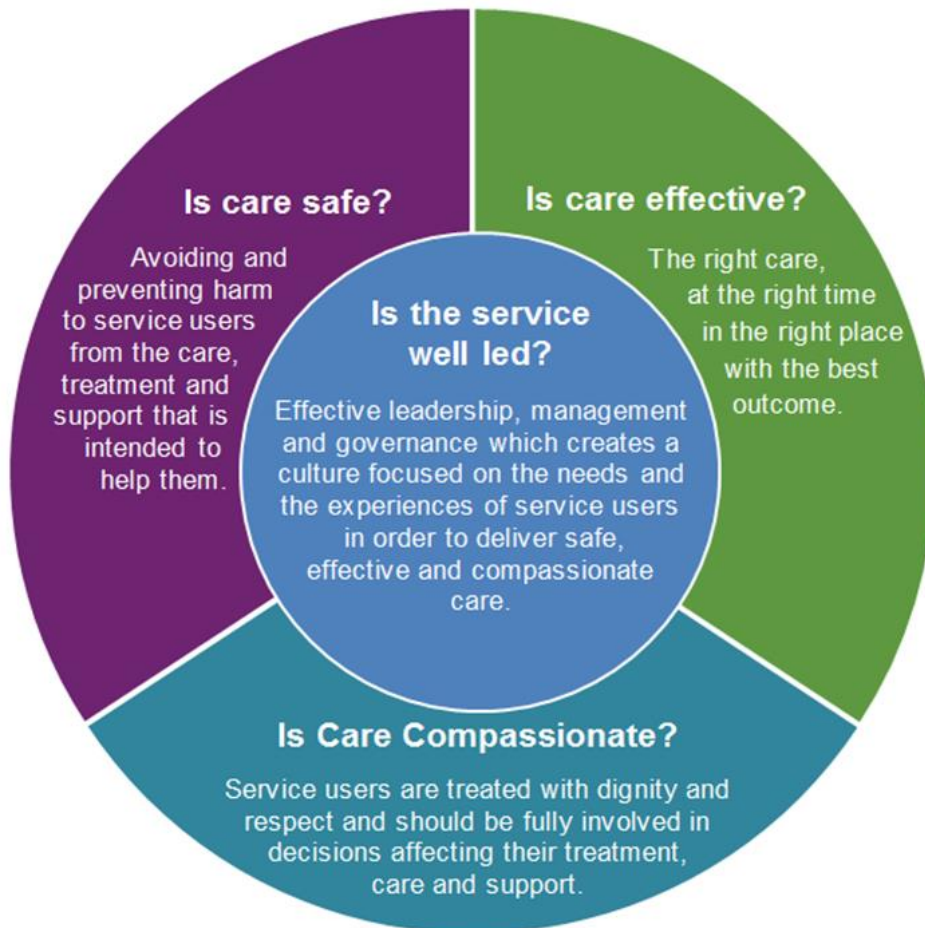 Is care safe?
Avoiding and
preventing harm
to service users
from the care,
treatment and
support that is
intended to
help them.
Is care effective?
The right care,
at the right time
in the right place
with the best
outcome.
Is the service
well led?
Effective leadership, management
and governance which creates a
culture focused on the needs and
the experiences of service users
in order to deliver safe,
effective and compassionate
care.
Is Care Compassionate?
Service users are treated with dignity and
respect and should be fully involved in
decisions affecting their treatment,
care and support.